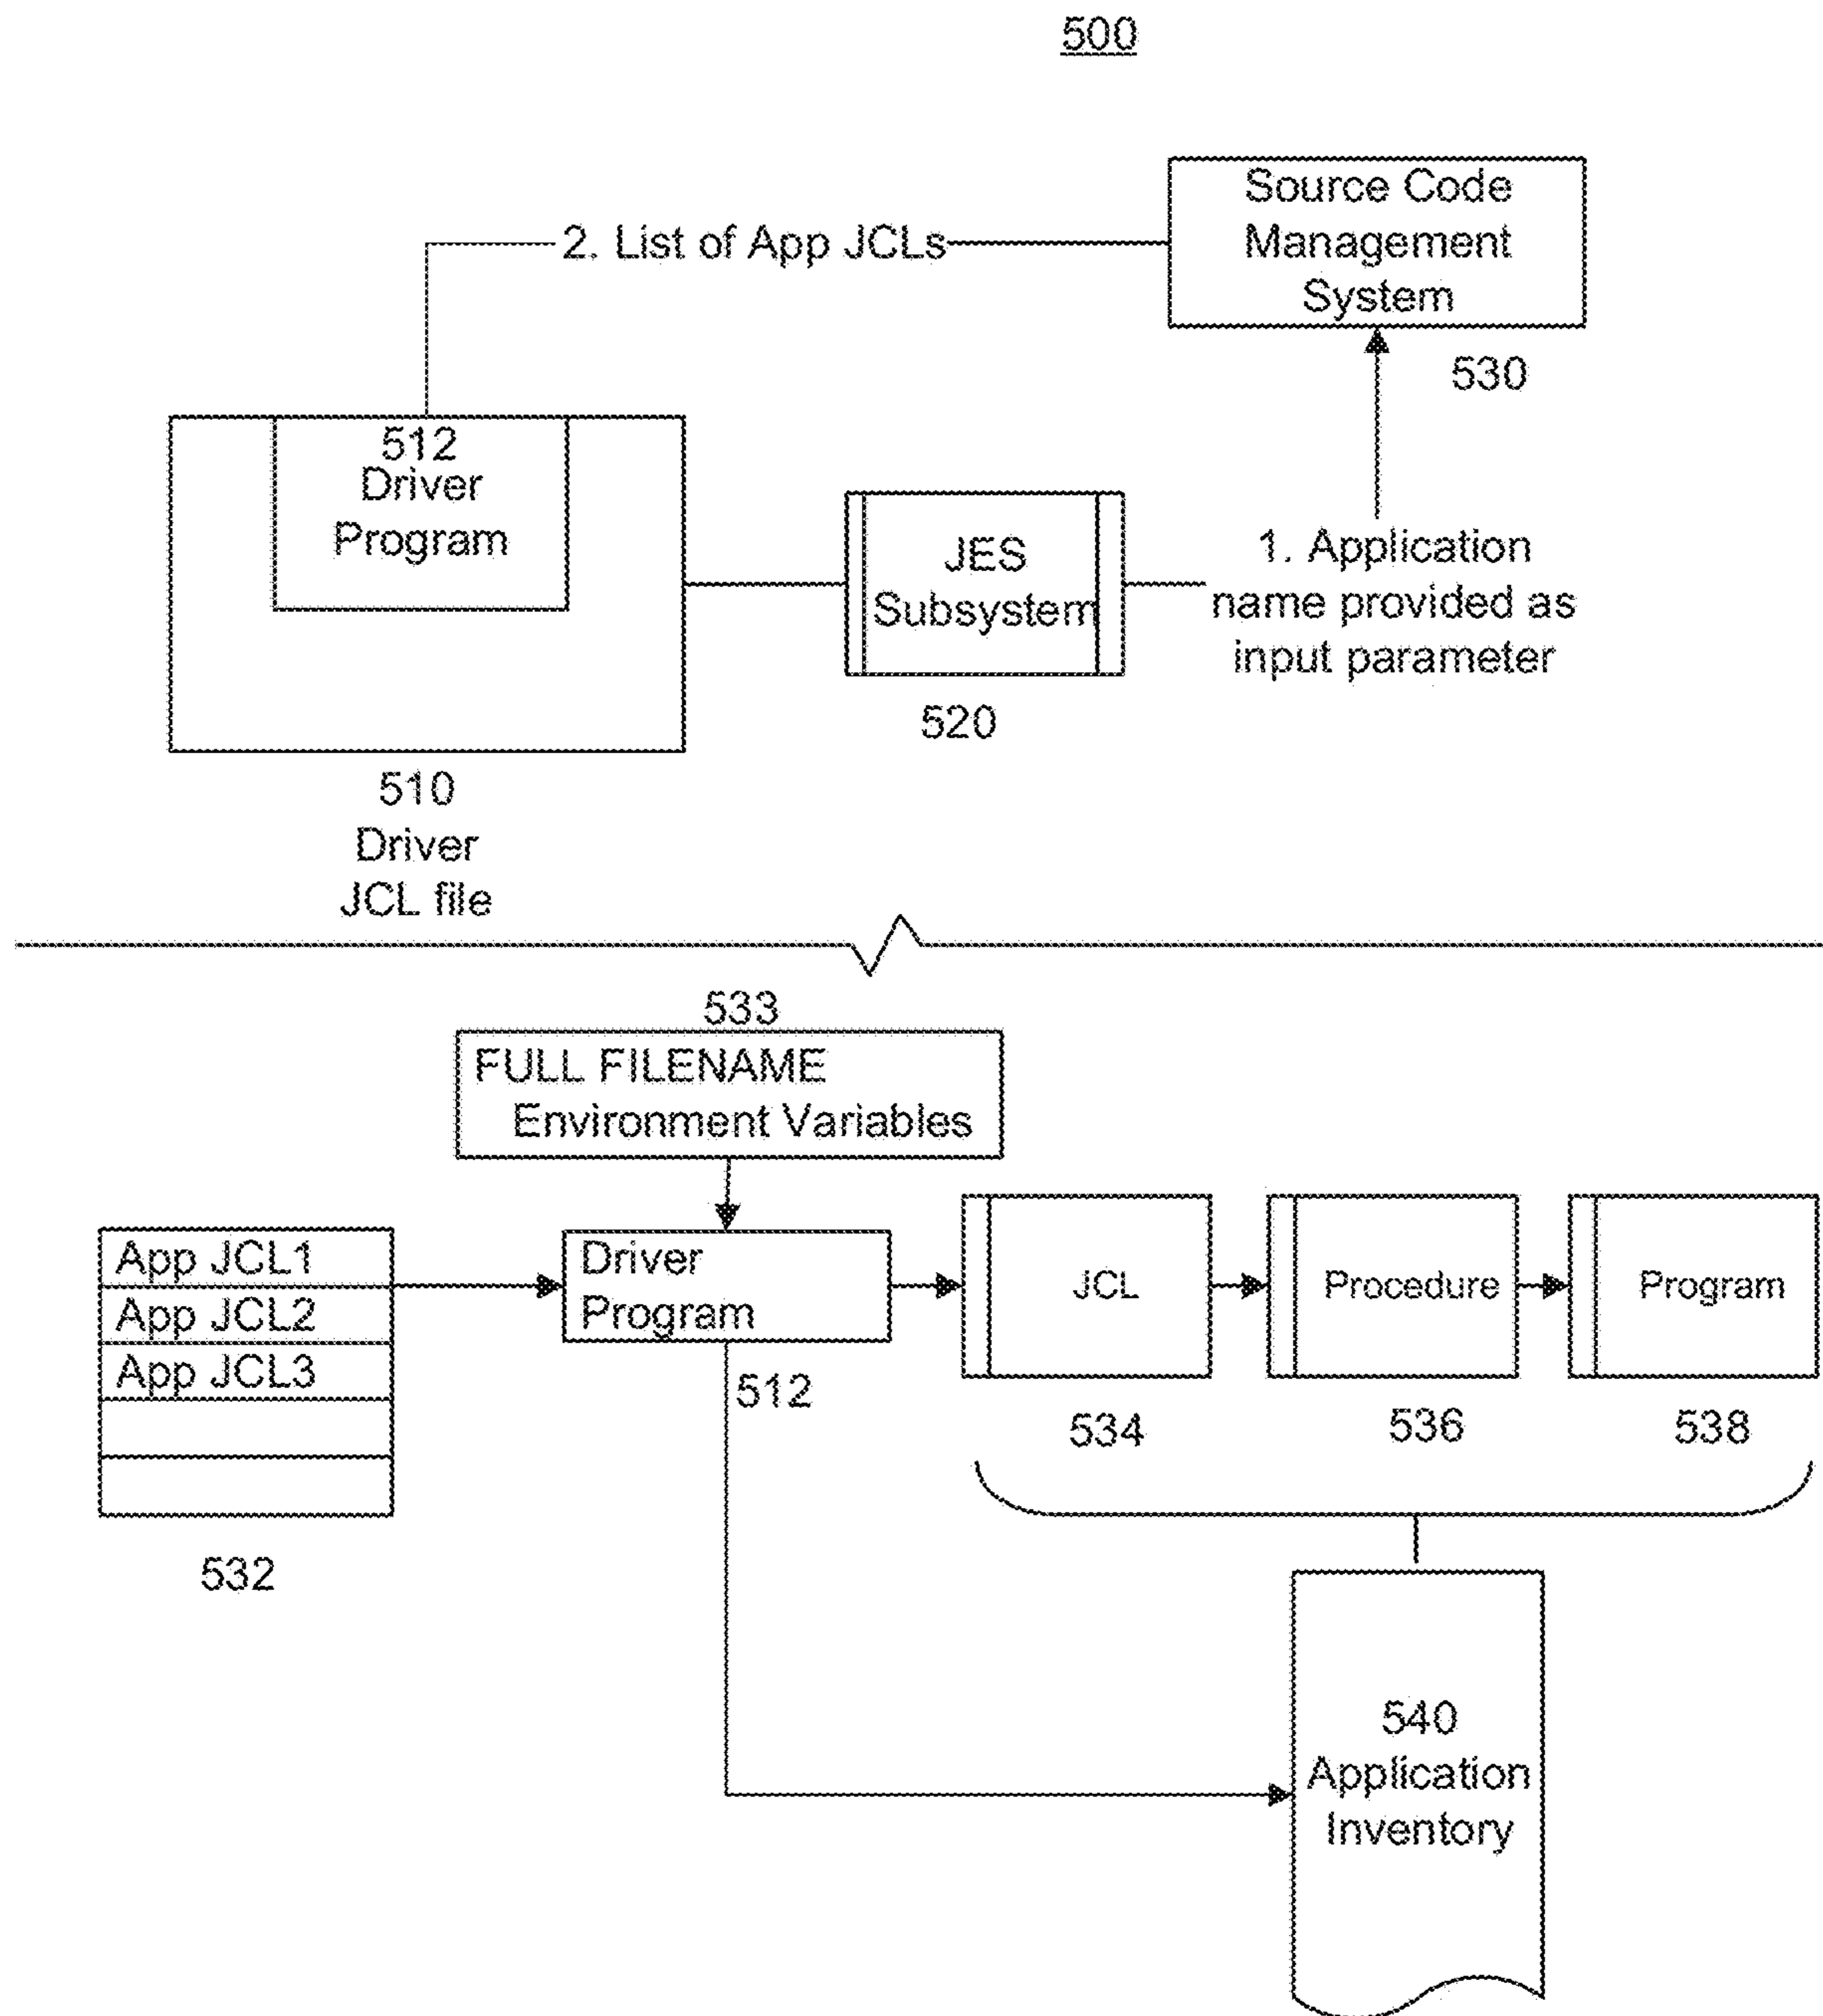 500
Source Code
Management
System
530
2. List of App JCLs
512
Driver
Program
JES
Subsystem
520
1. Application
name provided as
input parameter
510
Driver
JCL file
533
FULL FILENAME
Environment Variables
App JCL1
App JCL2
App JCL3
532
Driver
Program
512
JCL
534
Procedure
536
Program
538
540
Application
Inventory